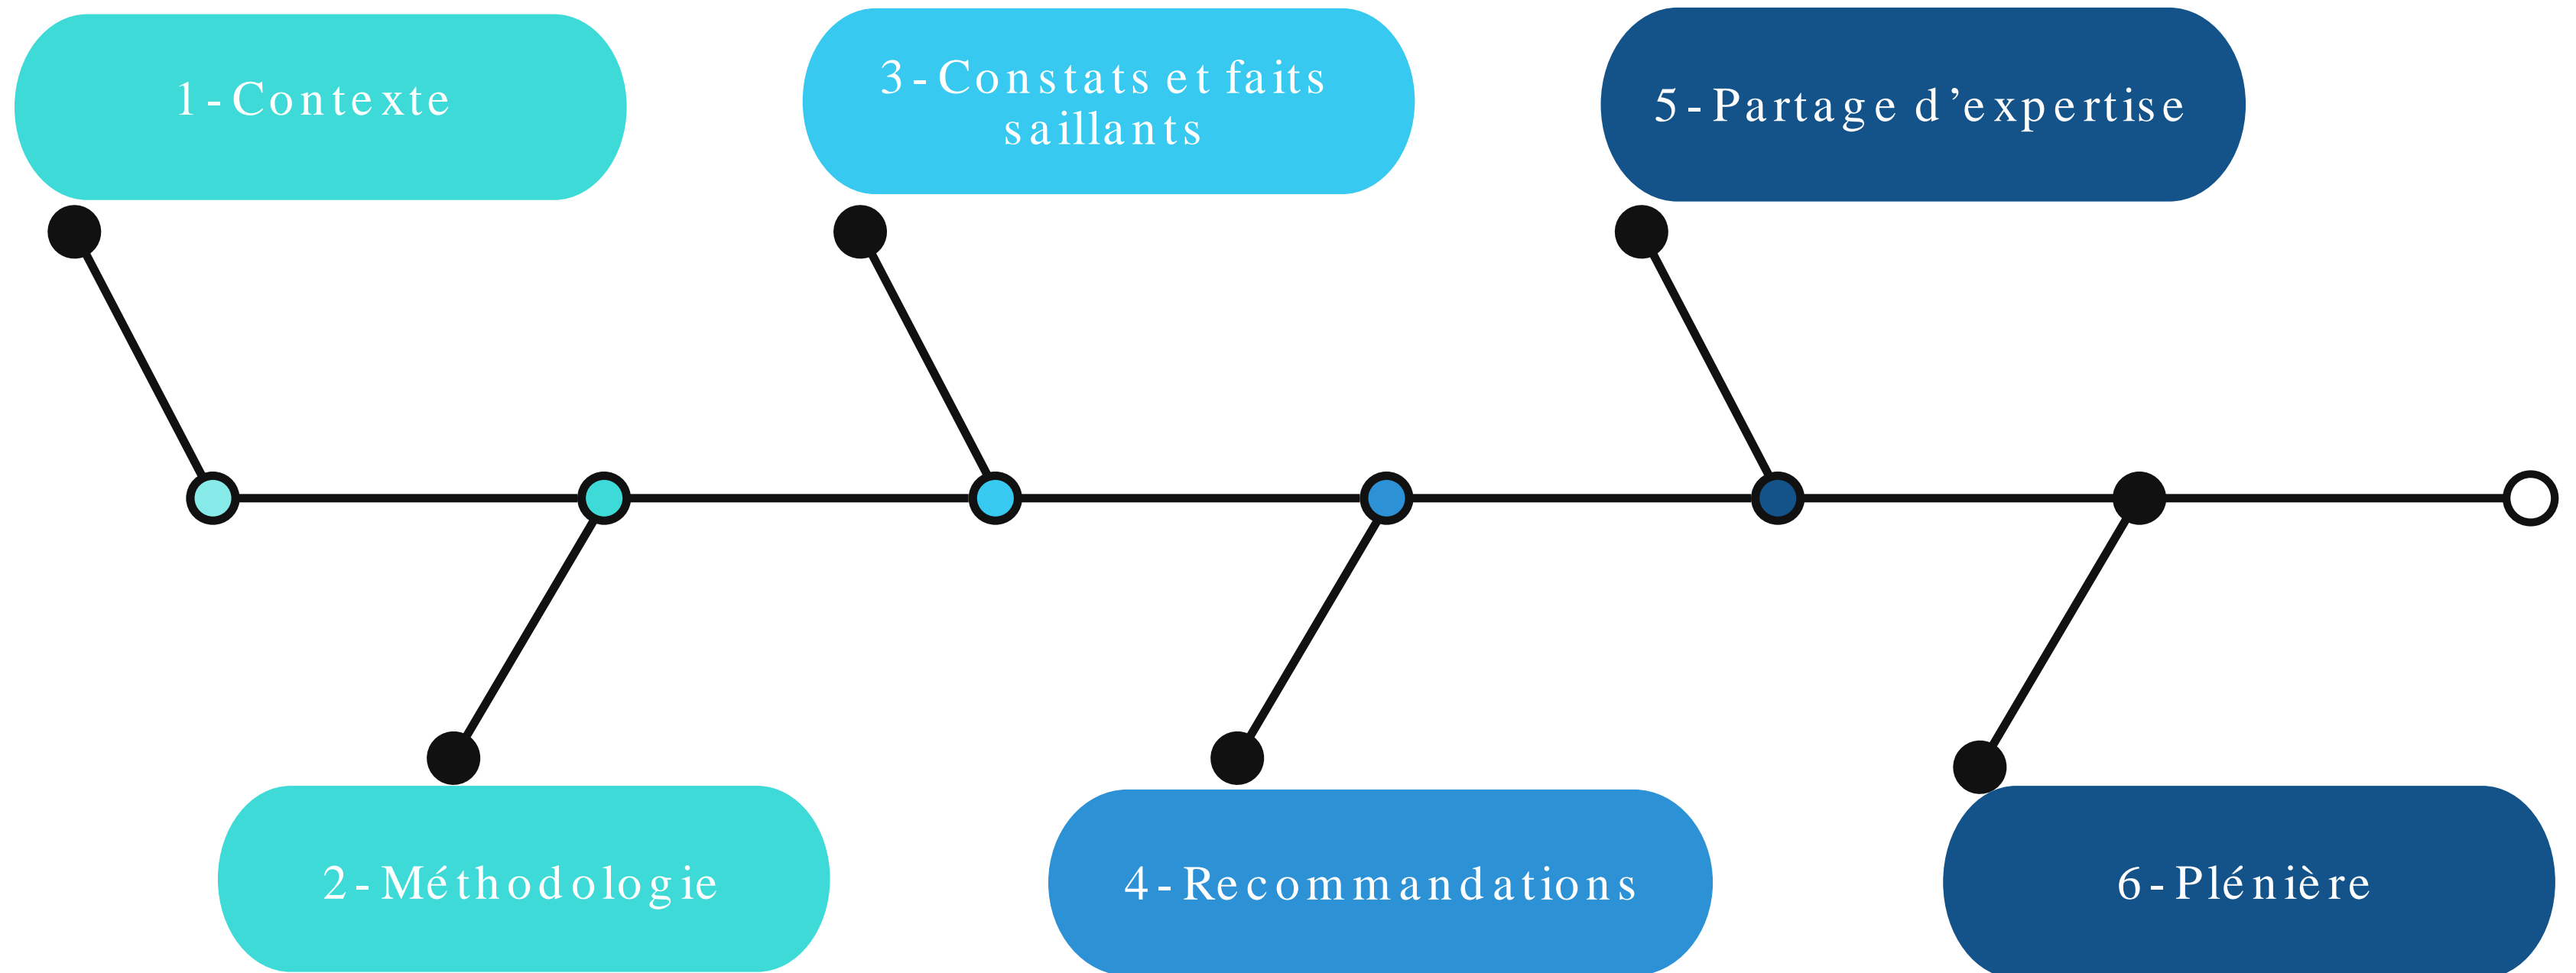 1-Contexte
2-Méthodologie
3-Constats et faits
saillants
4-Recommandations
5-Partage d’expertise
6-Plénière